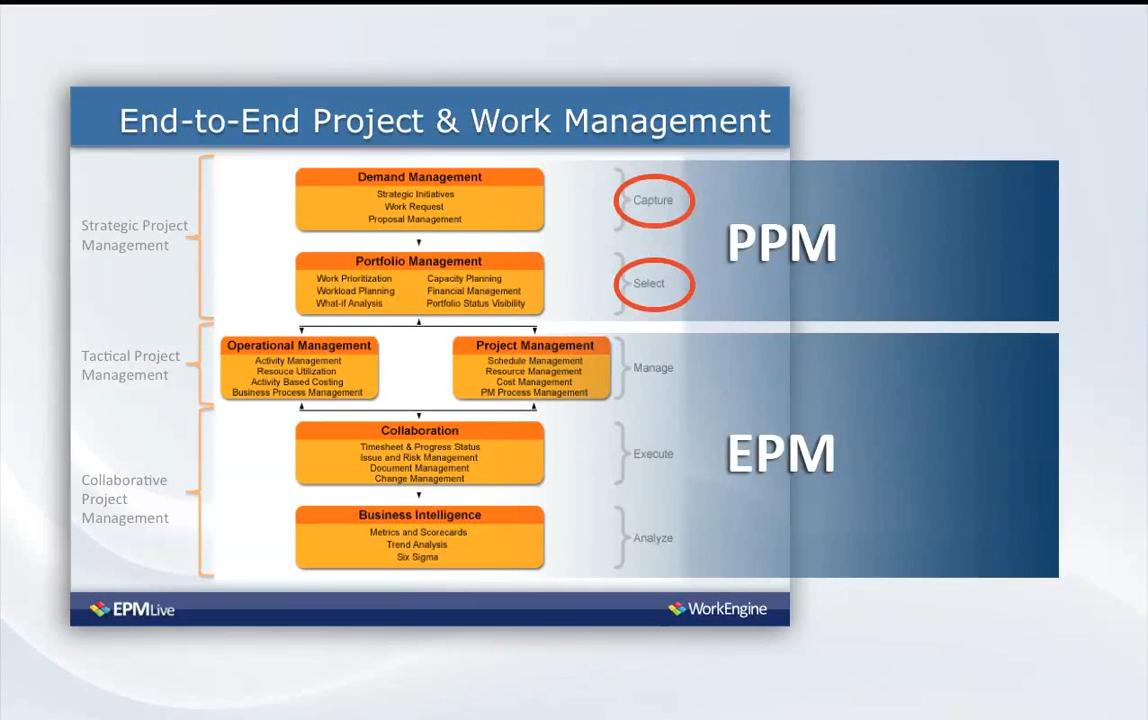 End-to-End Project & Work Management
Strategic Project
Management
Demand Management
Strategic Initiatives
Work Request
Proposal Management
Capture
PPM
Portfolio Management
Work Prioritization
Workload Planning
What-if Analysis
Capacity Planning
Financial Management
Portfolio Status Visibility
Select
Tactical Project
Management
Operational Management
Activity Management
Resouce Utilization
Activity Based Costing
Business Process Management
Project Management
Schedule Management
Resource Management
Cost Management
PM Process Management
Manage
EPM
Collaborative
Project
Management
Collaboration
Timesheet & Progress Status
Issue and Risk Management
Document Management
Change Management
Execute
Business Intelligence
Metrics and Scorecards
Trend Analysis
Six Sigma
Analyze
EPMLive
WorkEngine